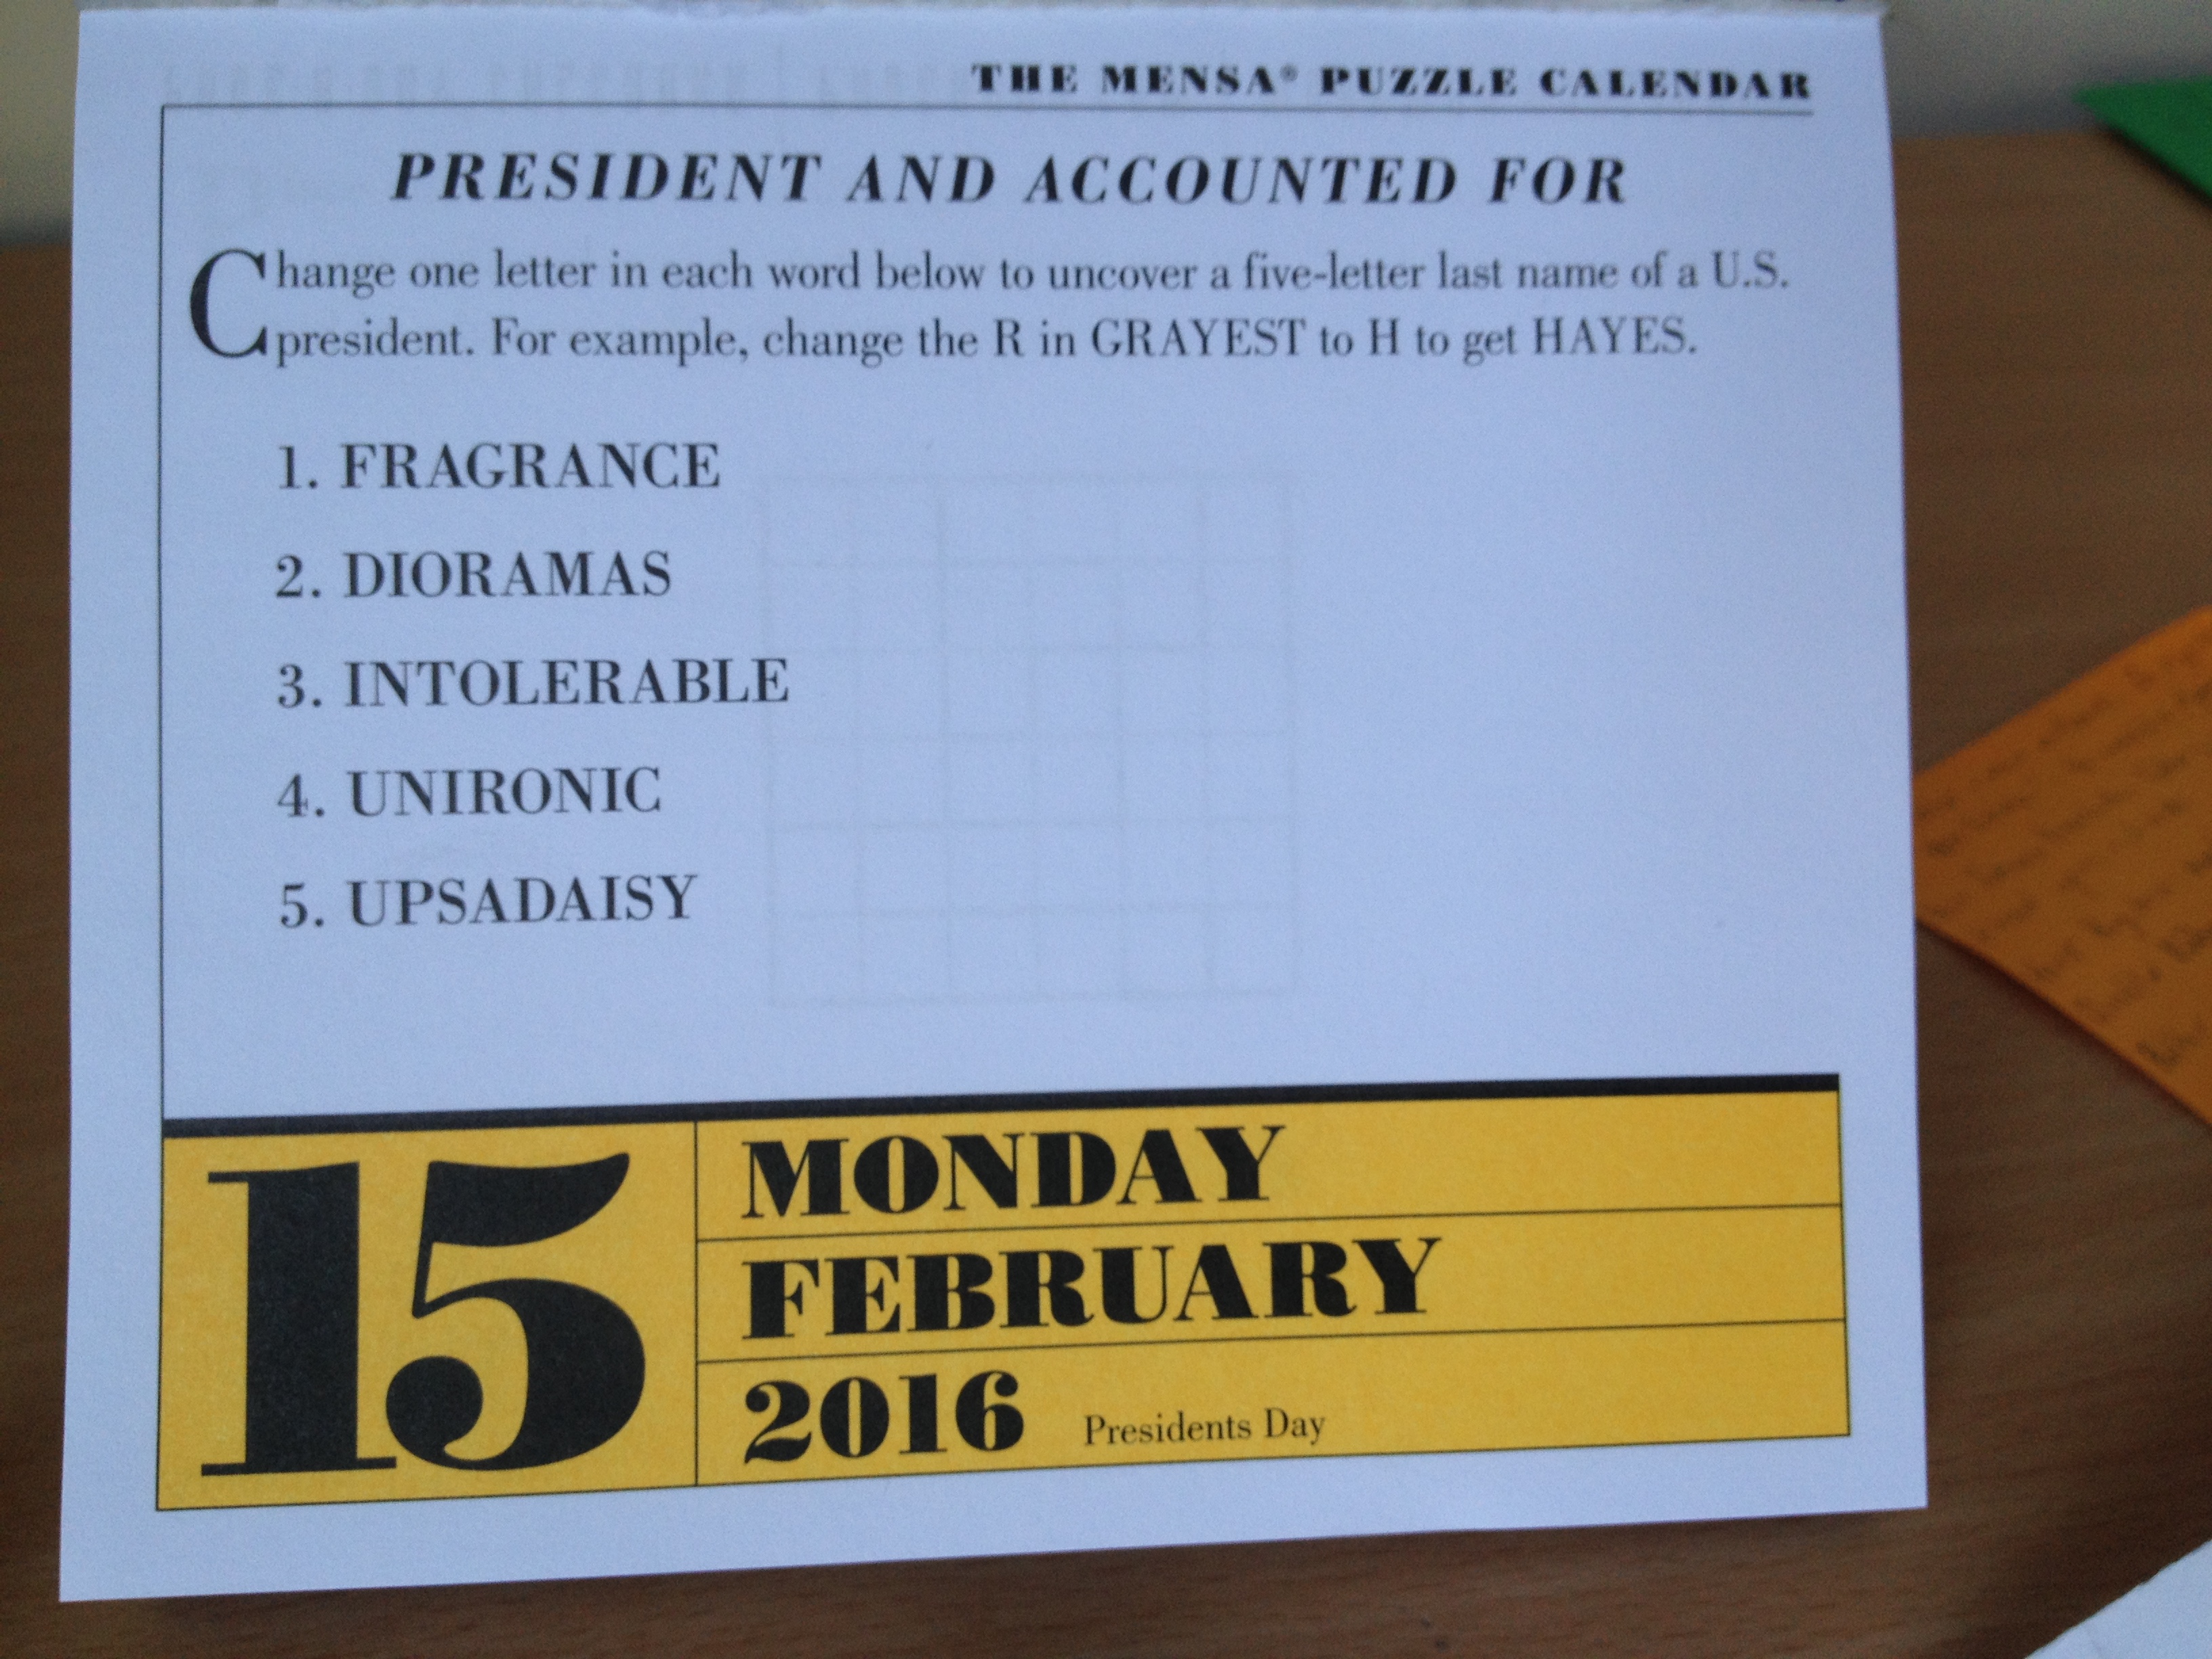 THE MENSA® PUZZLE CALENDAR
PRESIDENT AND ACCOUNTED FOR
Change one letter in each word below to uncover a five-letter last name of a U.S.
president. For example, change the R in GRAYEST to H to get HAYES.
1. FRAGRANCE
2. DIORAMAS
3. INTOLERABLE
4. UNIRONIC
5. UPSADAISY
15
MONDAY
FEBRUARY
2016 Presidents Day